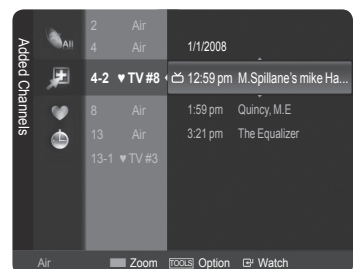 Added Channels
All
2 Air
4 Air
1/1/2008
4-2 ♥ TV #8 12:59 pm M.Spillane's mike Ha...
8 Air 1:59 pm Quincy, M.E
13 Air 3:21 pm The Equalizer
13-1 ♥ TV #3
Air Zoom TOOLS Option Watch